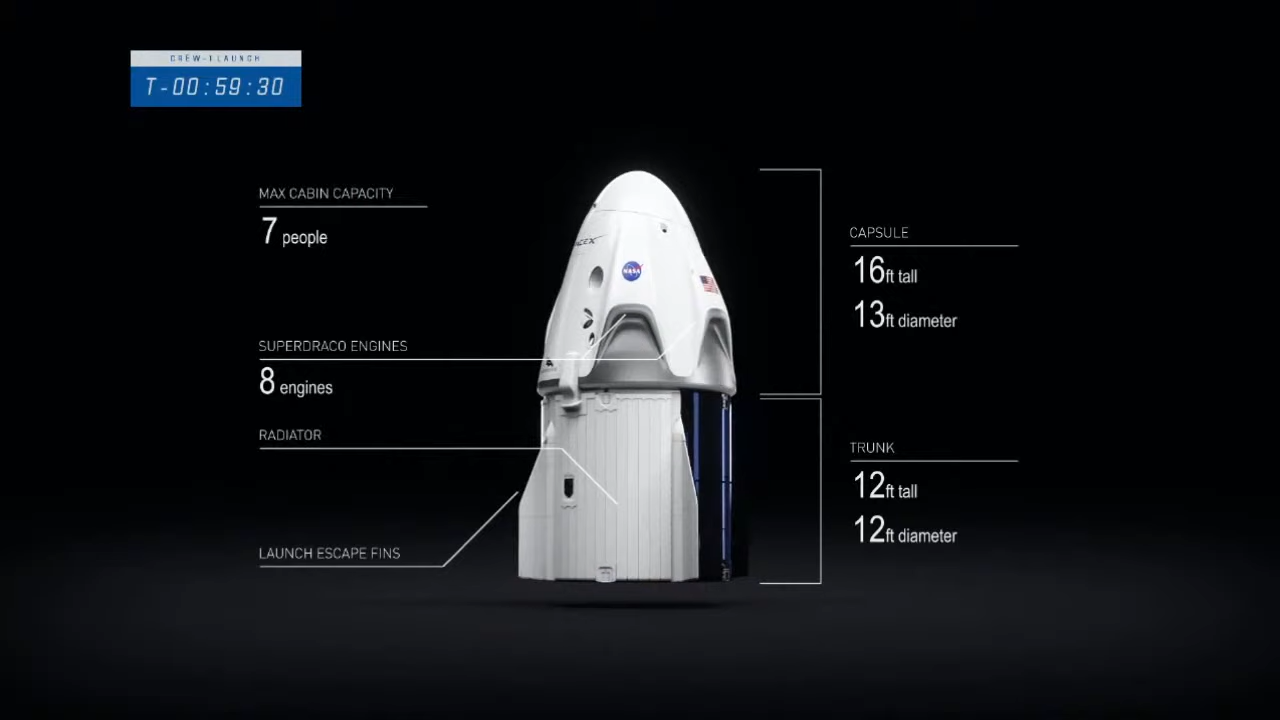 CREW-1 LAUNCH
T-00:59:30
MAX CABIN CAPACITY
7 people
SUPERDRACO ENGINES
8 engines
RADIATOR
LAUNCH ESCAPE FINS
NASA
CAPSULE
16ft tall
13ft diameter
TRUNK
12ft tall
12ft diameter